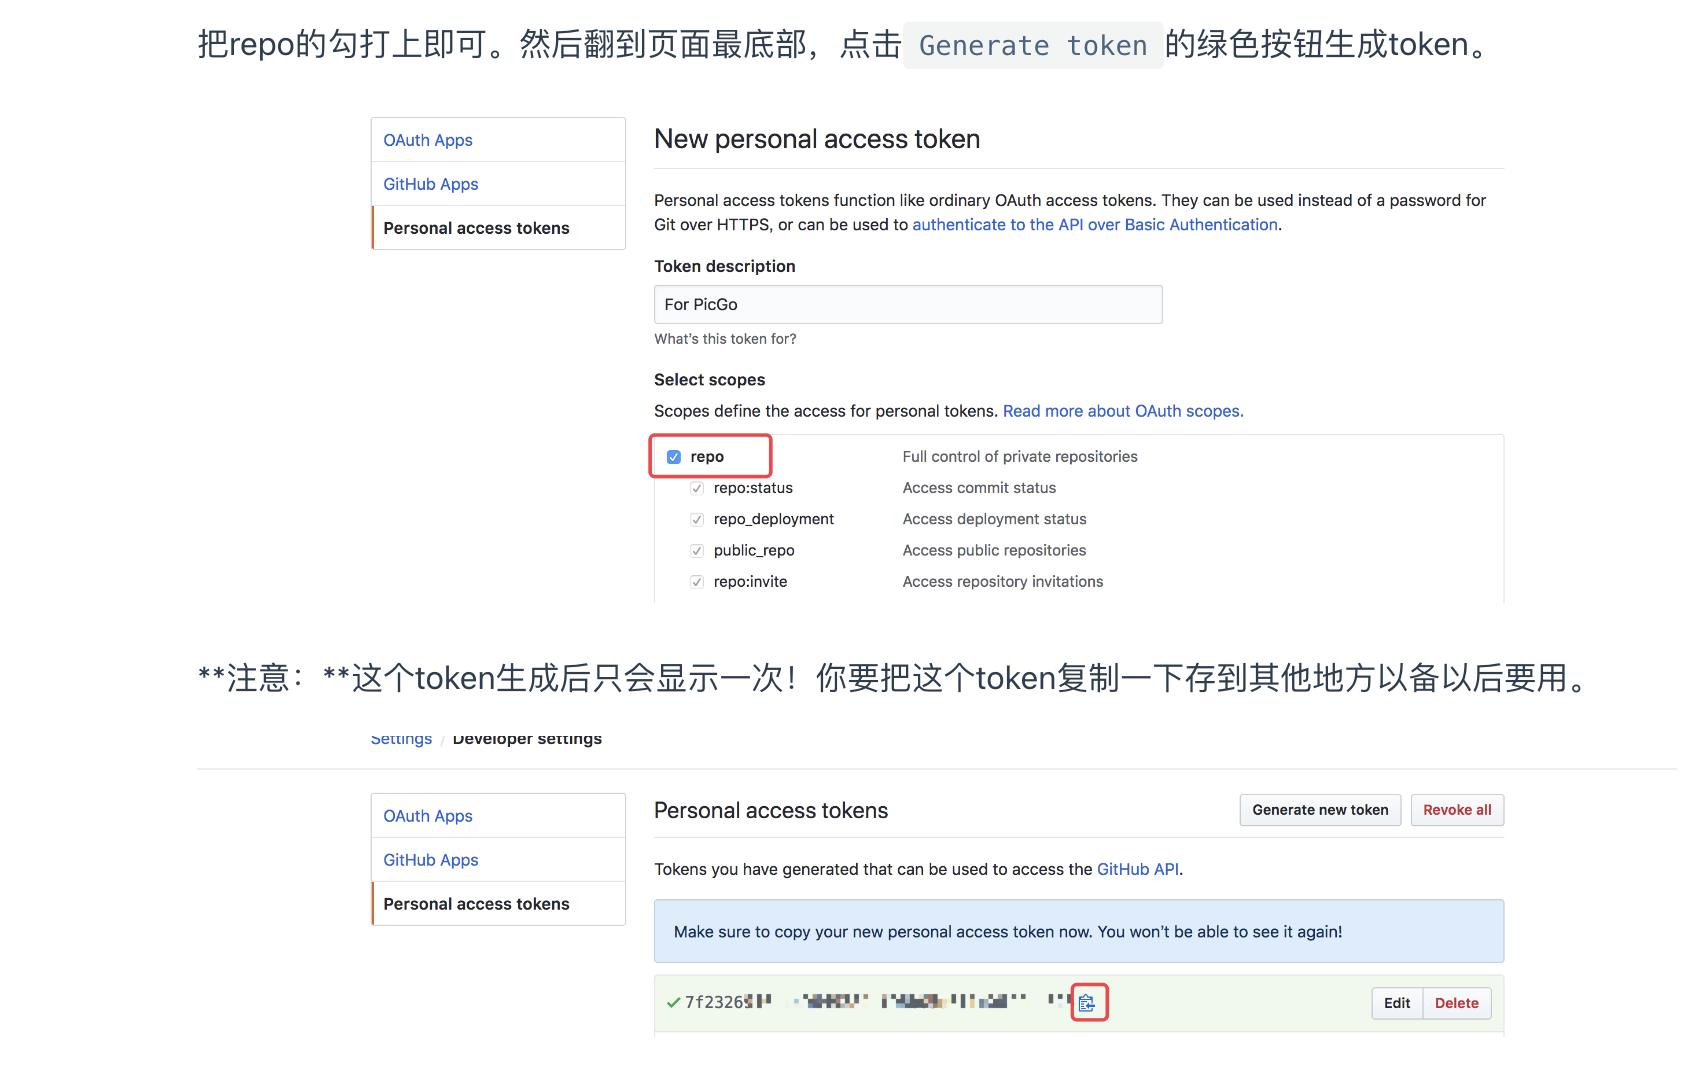 把repo的勾打上即可。然后翻到页面最底部，点击 Generate token 的绿色按钮生成token。
OAuth Apps
GitHub Apps
Personal access tokens
New personal access token
Personal access tokens function like ordinary OAuth access tokens. They can be used instead of a password for
Git over HTTPS, or can be used to authenticate to the API over Basic Authentication.
Token description
For PicGo
What's this token for?
Select scopes
Scopes define the access for personal tokens. Read more about OAuth scopes.
repo Full control of private repositories
repo:status Access commit status
repo_deployment Access deployment status
public_repo Access public repositories
repo:invite Access repository invitations
**注意：**这个token生成后只会显示一次！你要把这个token复制一下存到其他地方以备以后要用。
Settings / Developer settings
OAuth Apps
GitHub Apps
Personal access tokens
Personal access tokens
Generate new token
Revoke all
Tokens you have generated that can be used to access the GitHub API.
Make sure to copy your new personal access token now. You won't be able to see it again!
7f2326
Edit
Delete